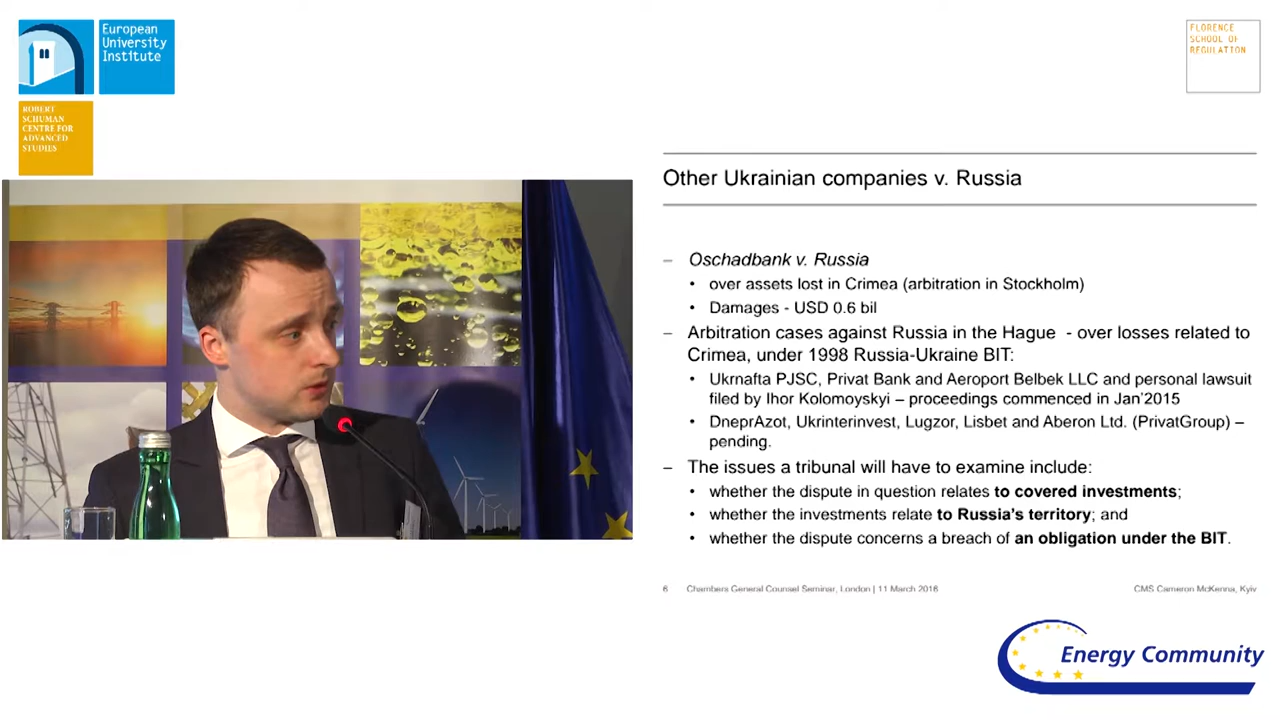 European
University
Institute
ROBERT
SCHUMAN
CENTRE FOR
ADVANCED
STUDIES
FLORENCE
SCHOOL OF
REGULATION
Other Ukrainian companies v. Russia
– Oschadbank v. Russia
• over assets lost in Crimea (arbitration in Stockholm)
• Damages - USD 0.6 bil
– Arbitration cases against Russia in the Hague - over losses related to
Crimea, under 1998 Russia-Ukraine BIT:
• Ukrnafta PJSC, Privat Bank and Aeroport Belbek LLC and personal lawsuit
filed by Ihor Kolomoyskyi – proceedings commenced in Jan'2015
• DneprAzot, Ukrinterinvest, Lugzor, Lisbet and Aberon Ltd. (PrivatGroup) –
pending.
– The issues a tribunal will have to examine include:
• whether the dispute in question relates to covered investments;
• whether the investments relate to Russia's territory; and
• whether the dispute concerns a breach of an obligation under the BIT.
6 Chambers General Counsel Seminar, London | 11 March 2016
CMS Cameron McKenna, Kyiv
Energy Community